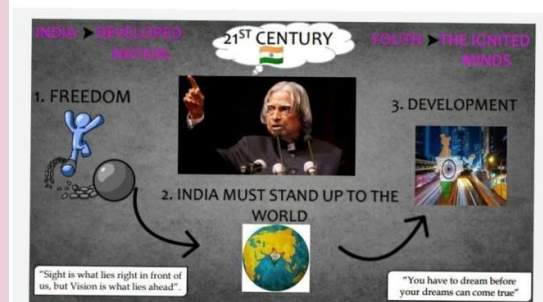 INDIA ➤ DEVELOPED
NATION
21ST CENTURY
YOUTH ➤ THE IGNITED
MINDS
1. FREEDOM
3. DEVELOPMENT
2. INDIA MUST STAND UP TO THE
WORLD
"Sight is what lies right in front of
us, but Vision is what lies ahead".
"You have to dream before
your dreams can come true"